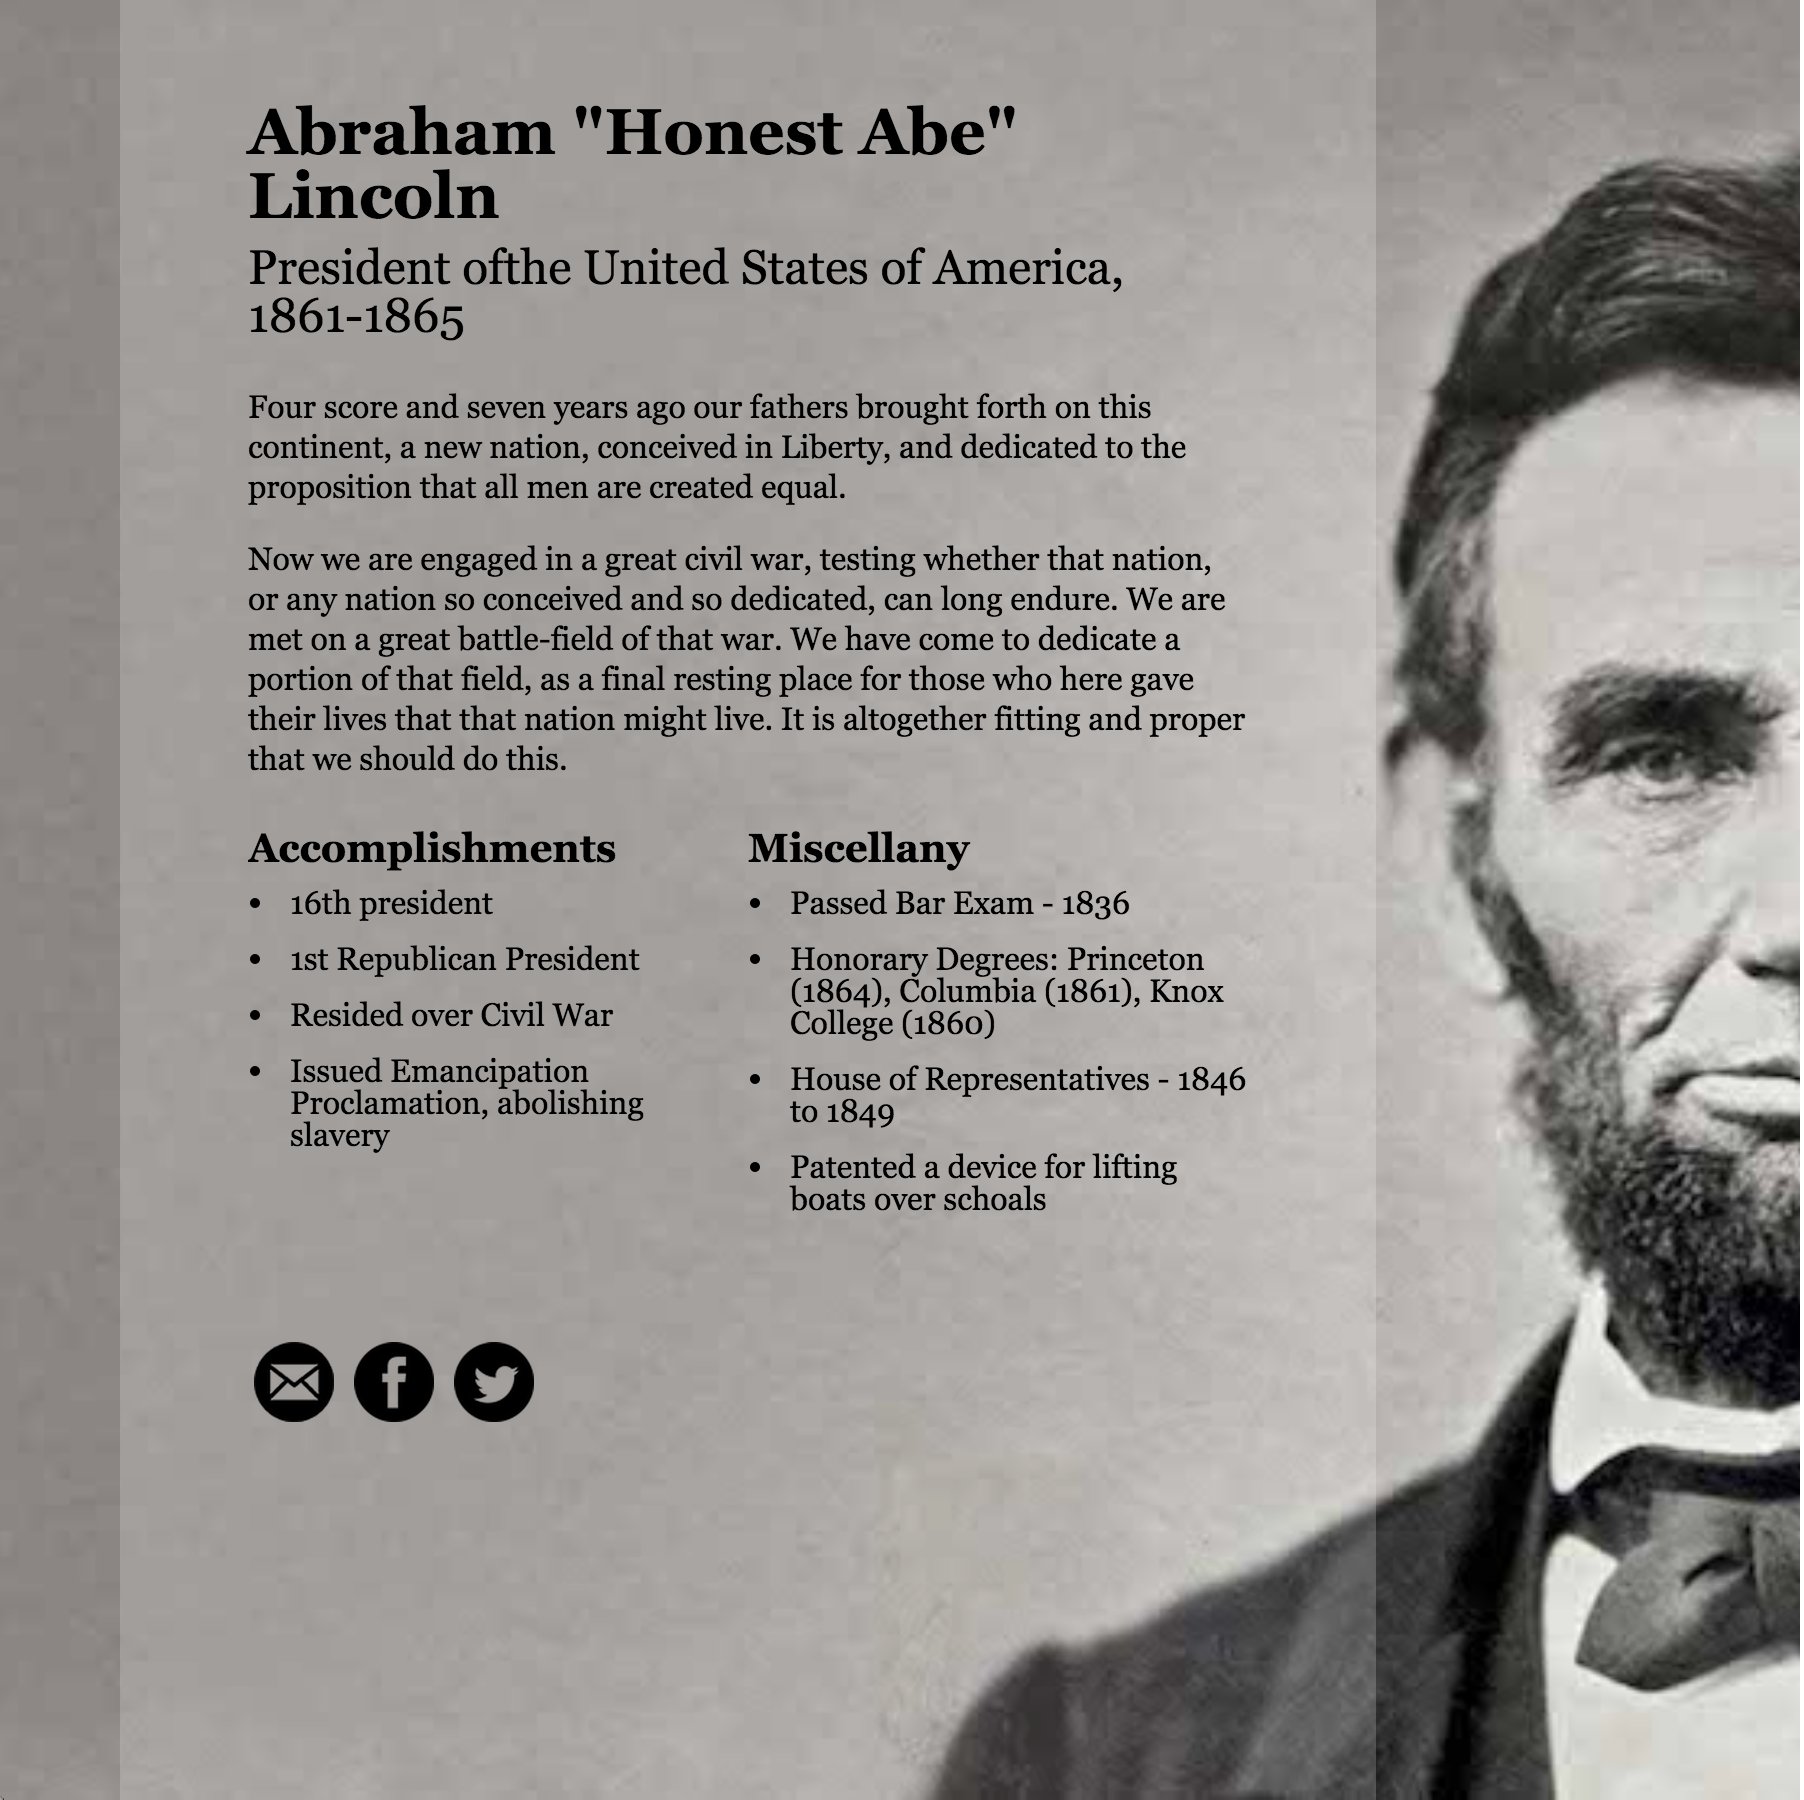 Abraham "Honest Abe"
Lincoln
President ofthe United States of America,
1861-1865
Four score and seven years ago our fathers brought forth on this
continent, a new nation, conceived in Liberty, and dedicated to the
proposition that all men are created equal.
Now we are engaged in a great civil war, testing whether that nation,
or any nation so conceived and so dedicated, can long endure. We are
met on a great battle-field of that war. We have come to dedicate a
portion of that field, as a final resting place for those who here gave
their lives that that nation might live. It is altogether fitting and proper
that we should do this.
Accomplishments
• 16th president
• 1st Republican President
• Resided over Civil War
• Issued Emancipation
Proclamation, abolishing
slavery
Miscellany
• Passed Bar Exam - 1836
• Honorary Degrees: Princeton
(1864), Columbia (1861), Knox
College (1860)
• House of Representatives - 1846
to 1849
• Patented a device for lifting
boats over schoals